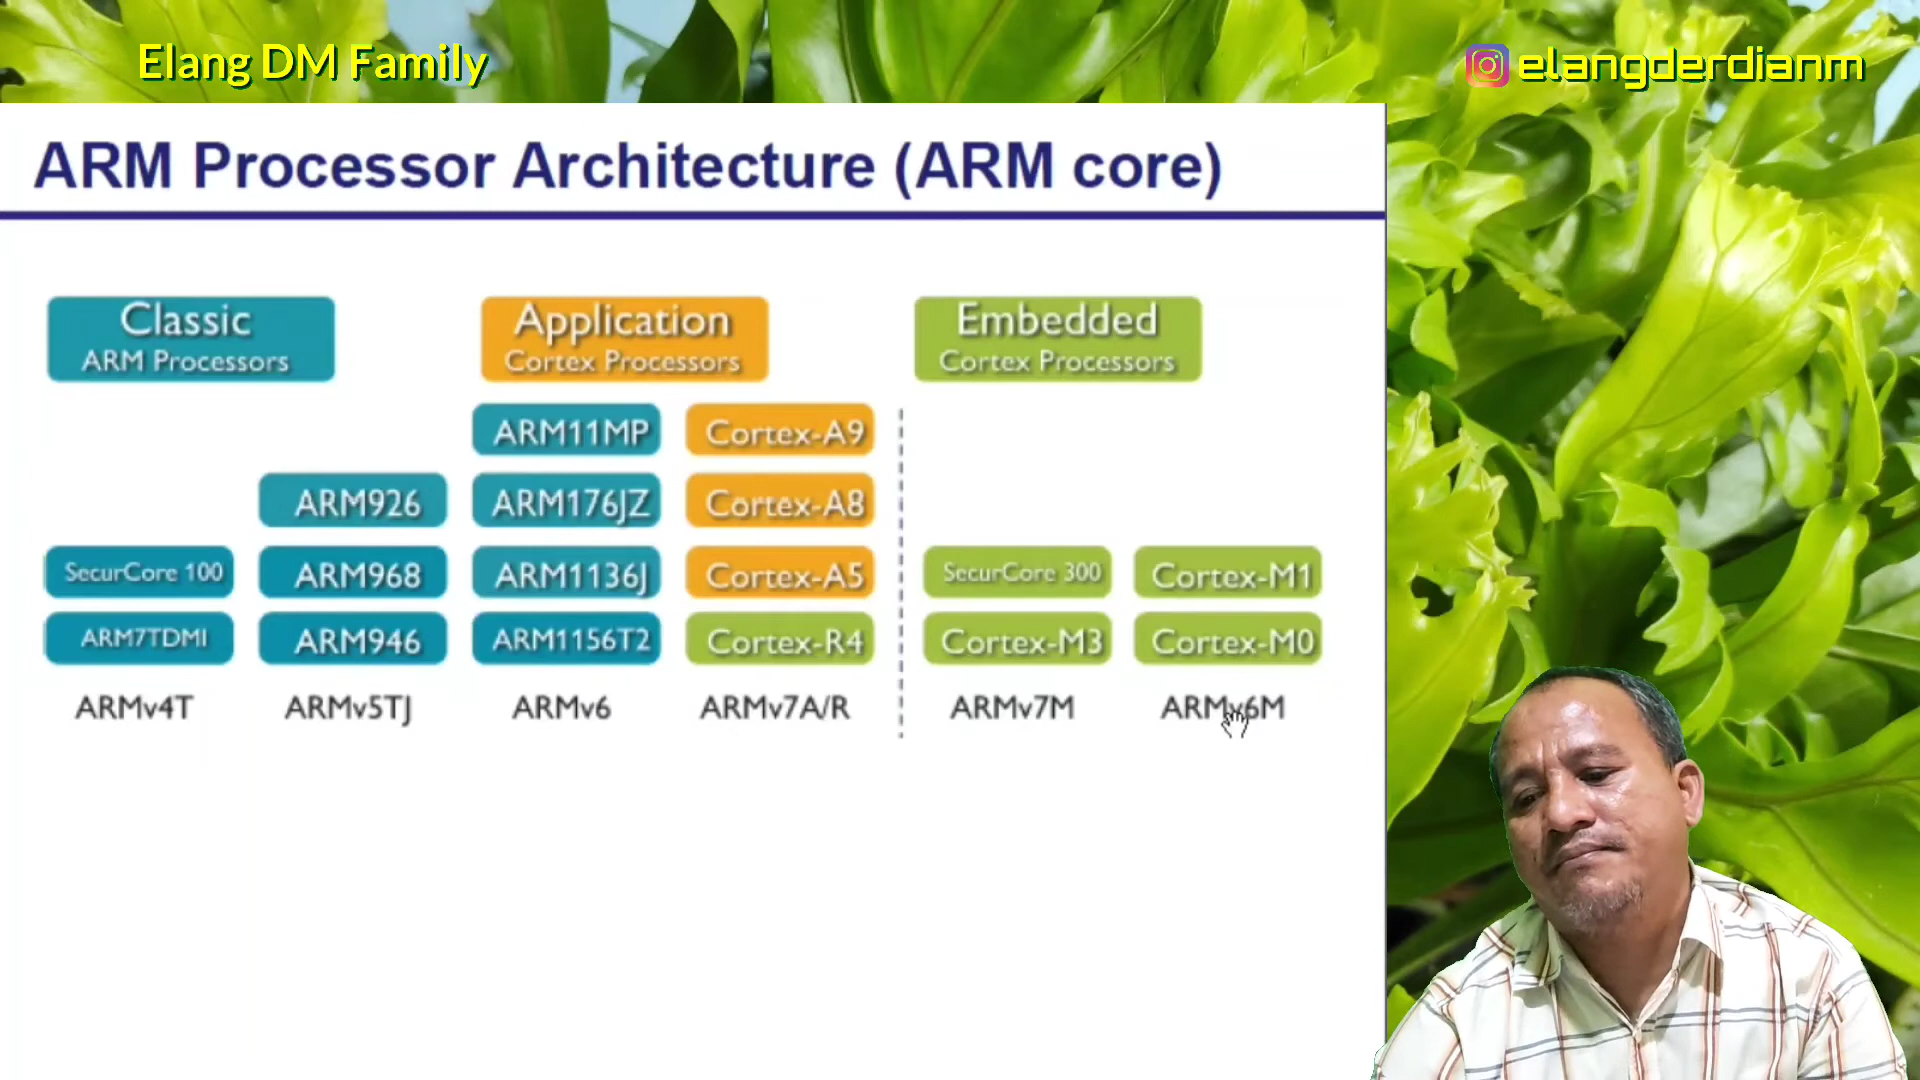 Elang DM Family
elangderdianm
ARM Processor Architecture (ARM core)
Classic
ARM Processors
Application
Cortex Processors
Embedded
Cortex Processors
ARM11MP
Cortex-A9
ARM926
ARM176JZ
Cortex-A8
SecurCore 100
ARM968
ARM1136J
Cortex-A5
SecurCore 300
Cortex-M1
ARM7TDMI
ARM946
ARM1156T2
Cortex-R4
Cortex-M3
Cortex-M0
ARMv4T
ARMv5TJ
ARMv6
ARMv7A/R
ARMv7M
ARMv6M